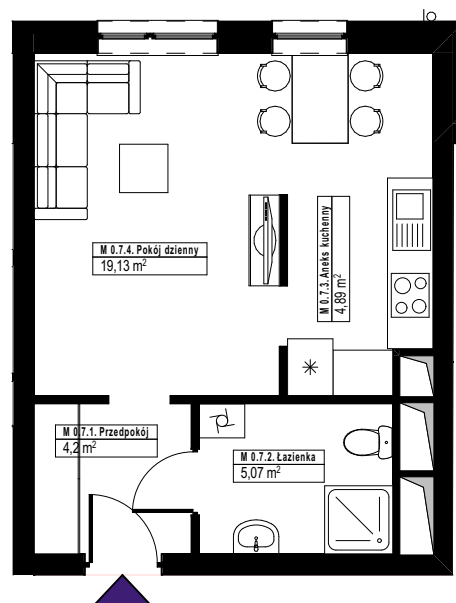 lo
M 0.7.4. Pokój dzienny
19,13 m²
M 0.7.3. Aneks kuchenny
4,89 m²
M 0.7.1. Przedpokój
4,2 m²
M 0.7.2. Łazienka
5,07 m²